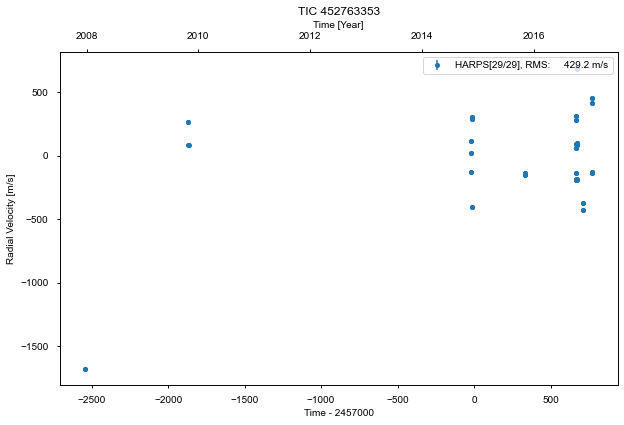 TIC 452763353
Time [Year]
2008 2010 2012 2014 2016
HARPS[29/29], RMS: 429.2 m/s
500
0
−500
−1000
−1500
Radial Velocity [m/s]
−2500 −2000 −1500 −1000 −500 0 500
Time - 2457000